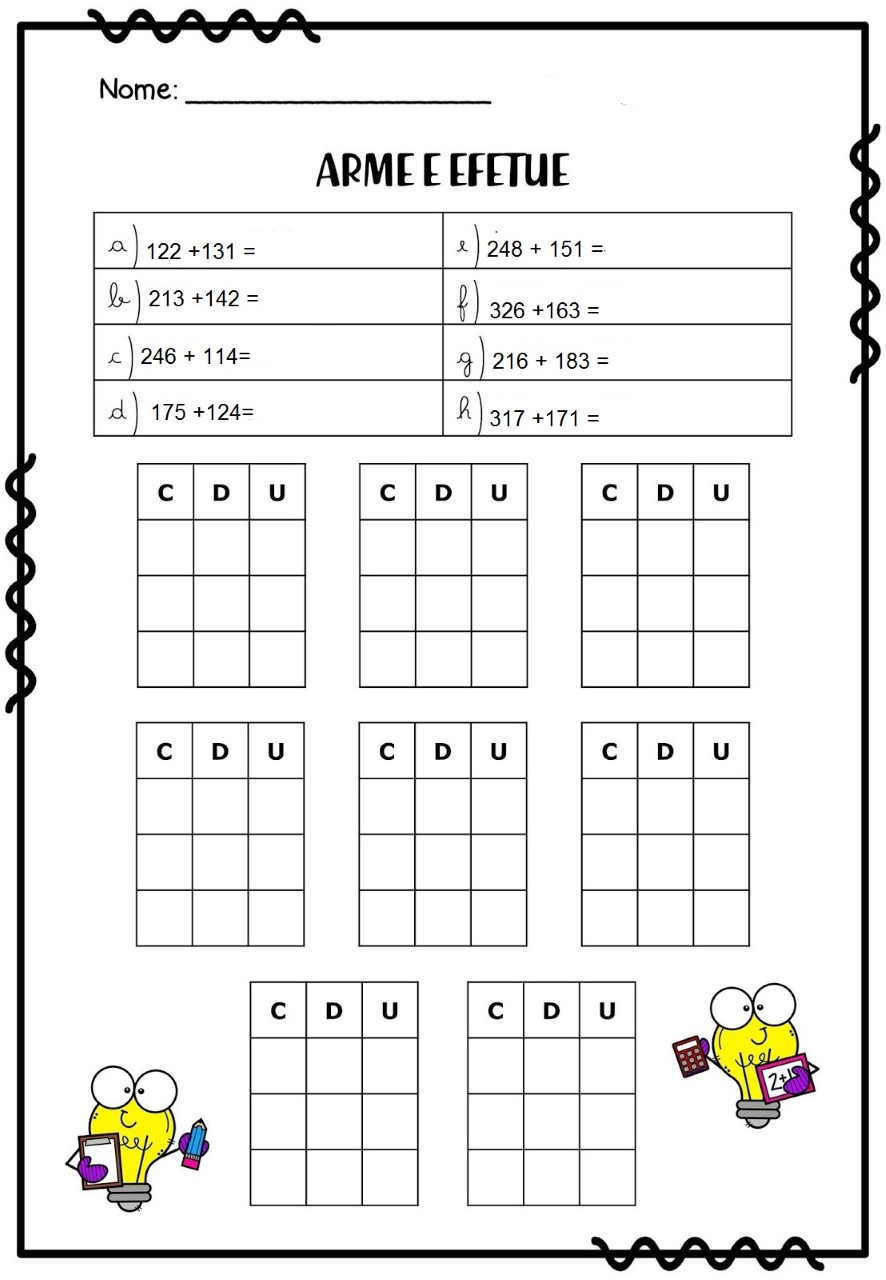 Nome: ______________________
ARME E EFETUE
a) 122 +131 =
e) 248 + 151 =
b) 213 +142 =
f) 326 +163 =
c) 246 + 114=
g) 216 + 183 =
d) 175 +124=
h) 317 +171 =
C D U C D U C D U
C D U C D U C D U
C D U C D U
2+1